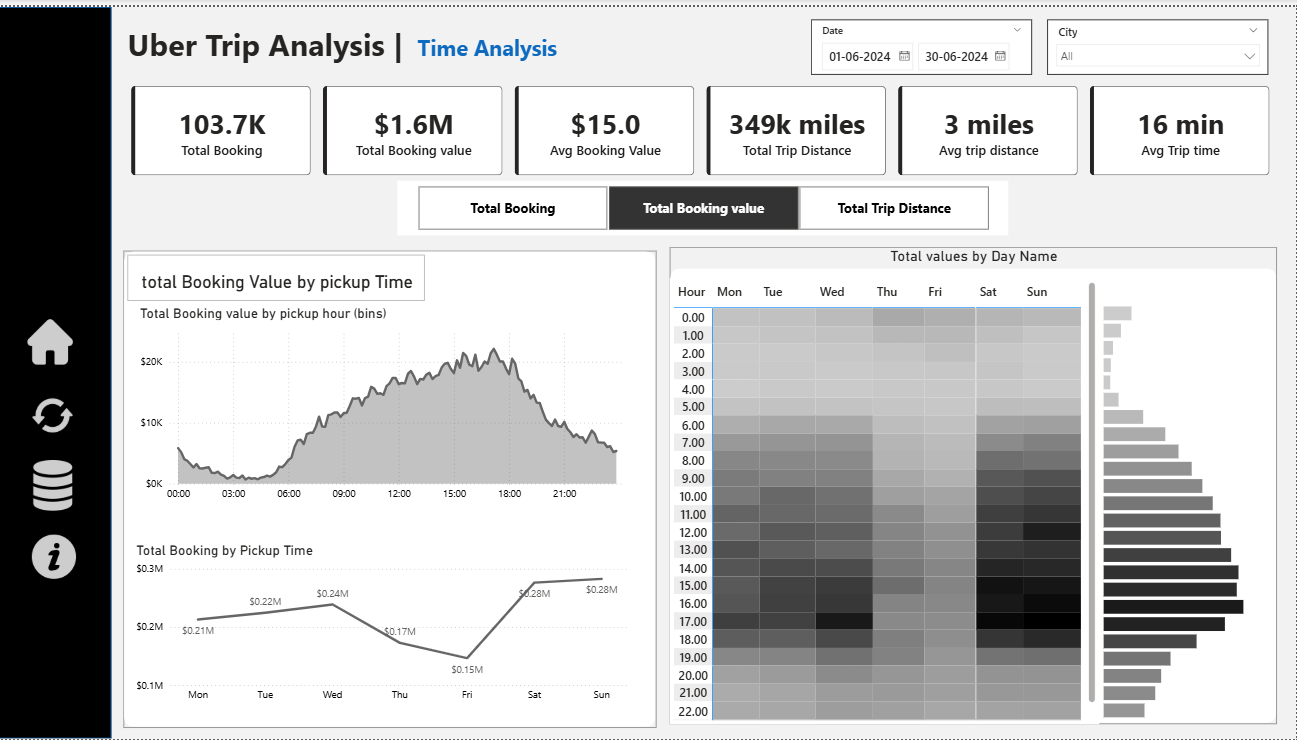 Uber Trip Analysis | Time Analysis
Date
01-06-2024 30-06-2024
City
All
103.7K
Total Booking
$1.6M
Total Booking value
$15.0
Avg Booking Value
349k miles
Total Trip Distance
3 miles
Avg trip distance
16 min
Avg Trip time
Total Booking Total Booking value Total Trip Distance
total Booking Value by pickup Time
Total Booking value by pickup hour (bins)
$20K
$10K
$0K
00:00 03:00 06:00 09:00 12:00 15:00 18:00 21:00
Total Booking by Pickup Time
$0.3M
$0.2M
$0.1M
$0.21M $0.22M $0.24M $0.17M $0.15M $0.28M $0.28M
Mon Tue Wed Thu Fri Sat Sun
Total values by Day Name
Hour Mon Tue Wed Thu Fri Sat Sun
0.00
1.00
2.00
3.00
4.00
5.00
6.00
7.00
8.00
9.00
10.00
11.00
12.00
13.00
14.00
15.00
16.00
17.00
18.00
19.00
20.00
21.00
22.00